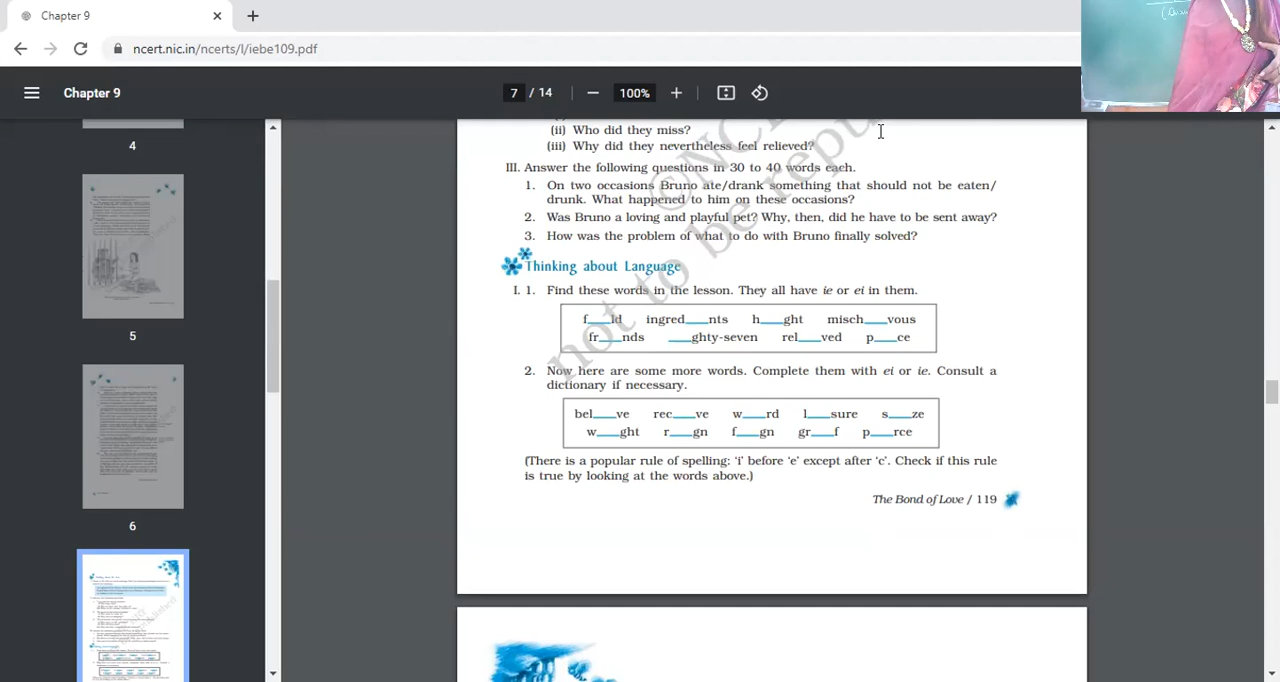 Chapter 9
ncert.nic.in/ncerts/l/iebe109.pdf
Chapter 9
7 / 14
100%
4
5
6
(ii) Who did they miss?
(iii) Why did they nevertheless feel relieved?
III. Answer the following questions in 30 to 40 words each.
1. On two occasions Bruno ate/drank something that should not be eaten/
drunk. What happened to him on these occasions?
2. Was Bruno a loving and playful pet? Why, then, did he have to be sent away?
3. How was the problem of what to do with Bruno finally solved?
Thinking about Language
I. 1. Find these words in the lesson. They all have ie or ei in them.
f___ld ingred___nts h___ght misch___vous
fr___nds ___ghty-seven rel___ved p___ce
2. Now here are some more words. Complete them with ei or ie. Consult a
dictionary if necessary.
bel___ve rec___ve w___rd l___sure s___ze
w___ght r___gn f___gn gr___f p___rce
(There is a popular rule of spelling: ‘i’ before ‘e’ except after ‘c’. Check if this rule
is true by looking at the words above.)
The Bond of Love / 119
not to be